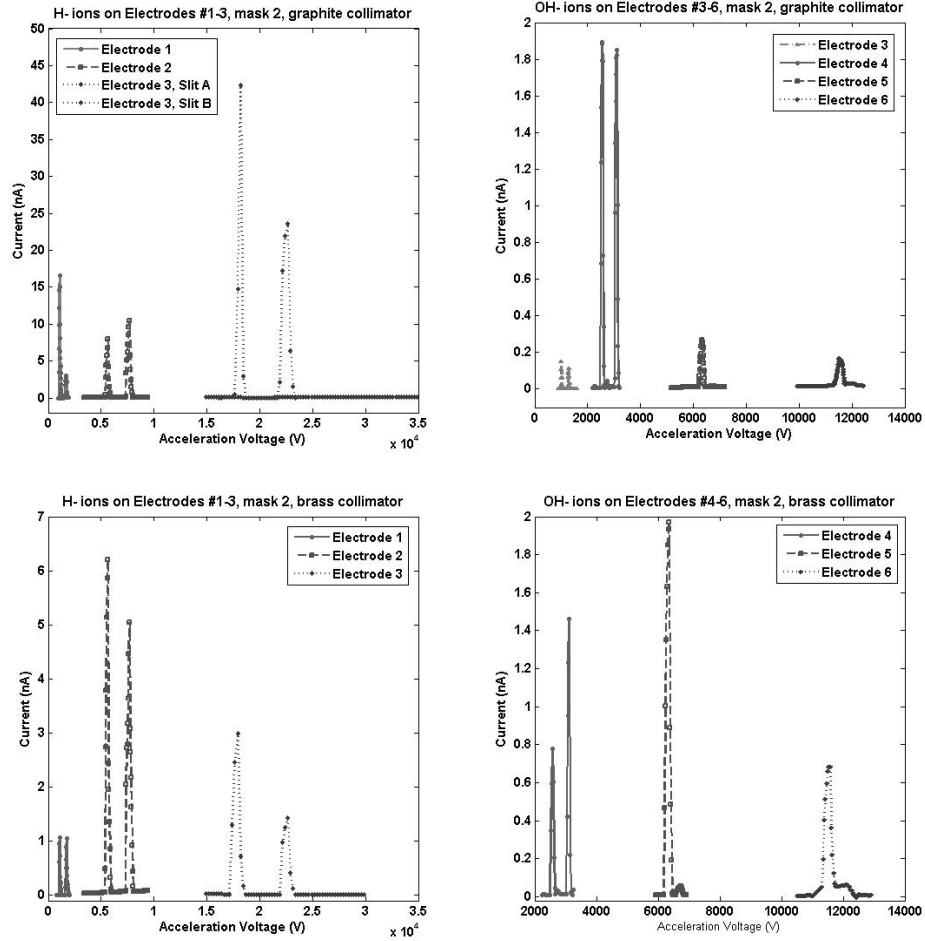 H- ions on Electrodes #1-3, mask 2, graphite collimator
50
45
40
35
30
25
20
15
10
5
0
Current (nA)
Electrode 1
Electrode 2
Electrode 3, Slit A
Electrode 3, Slit B
0 0.5 1 1.5 2 2.5 3 3.5
Acceleration Voltage (V)
x 10⁴
OH- ions on Electrodes #3-6, mask 2, graphite collimator
2
1.8
1.6
1.4
1.2
1
0.8
0.6
0.4
0.2
0
Current (nA)
Electrode 3
Electrode 4
Electrode 5
Electrode 6
0 2000 4000 6000 8000 10000 12000 14000
Acceleration Voltage (V)
H- ions on Electrodes #1-3, mask 2, brass collimator
7
6
5
4
3
2
1
0
Current (nA)
Electrode 1
Electrode 2
Electrode 3
0 0.5 1 1.5 2 2.5 3 3.5
Acceleration Voltage (V)
x 10⁴
OH- ions on Electrodes #4-6, mask 2, brass collimator
2
1.8
1.6
1.4
1.2
1
0.8
0.6
0.4
0.2
0
Current (nA)
Electrode 4
Electrode 5
Electrode 6
2000 4000 6000 8000 10000 12000 14000
Acceleration Voltage (V)